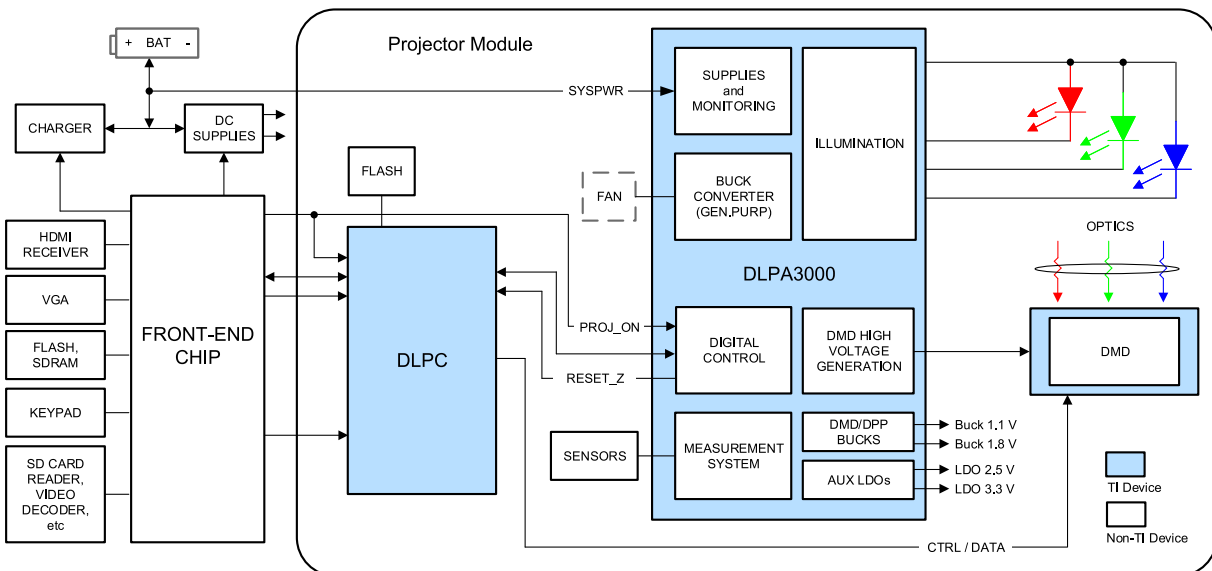 + BAT -
Projector Module
SYSPWR
CHARGER
DC
SUPPLIES
SUPPLIES
and
MONITORING
ILLUMINATION
FLASH
FAN
BUCK
CONVERTER
(GEN.PURP)
HDMI
RECEIVER
VGA
FLASH,
SDRAM
KEYPAD
SD CARD
READER,
VIDEO
DECODER,
etc
FRONT-END
CHIP
DLPC
DLPA3000
OPTICS
PROJ_ON
RESET_Z
DIGITAL
CONTROL
DMD HIGH
VOLTAGE
GENERATION
DMD
SENSORS
MEASUREMENT
SYSTEM
DMD/DPP
BUCKS
Buck 1.1 V
Buck 1.8 V
AUX LDOs
LDO 2.5 V
LDO 3.3 V
CTRL / DATA
TI Device
Non-TI Device